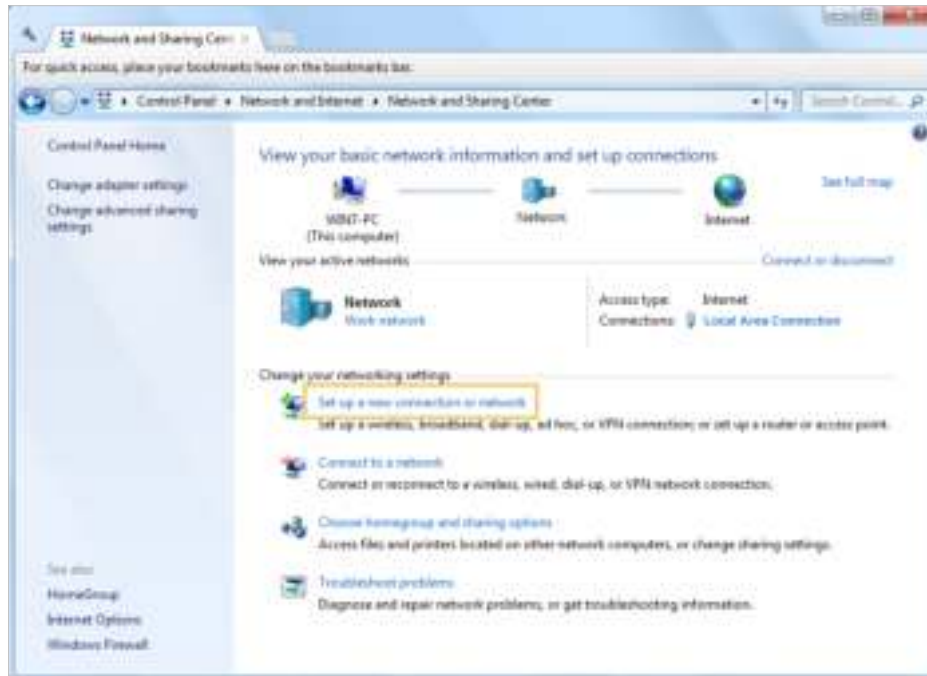 Network and Sharing Cen
For quick access, place your bookmarks here on the bookmarks bar.
Control Panel Network and Internet Network and Sharing Center
Search Control...
Control Panel Home
Change adapter settings
Change advanced sharing
settings
View your basic network information and set up connections
See full map
WIN7-PC
(This computer)
Network
Internet
View your active networks
Connect or disconnect
Network
Work network
Access type: Internet
Connections: Local Area Connection
Change your networking settings
Set up a new connection or network
Set up a wireless, broadband, dial-up, ad hoc, or VPN connection; or set up a router or access point.
Connect to a network
Connect or reconnect to a wireless, wired, dial-up, or VPN network connection.
Choose homegroup and sharing options
Access files and printers located on other network computers, or change sharing settings.
Troubleshoot problems
Diagnose and repair network problems, or get troubleshooting information.
See also
HomeGroup
Internet Options
Windows Firewall